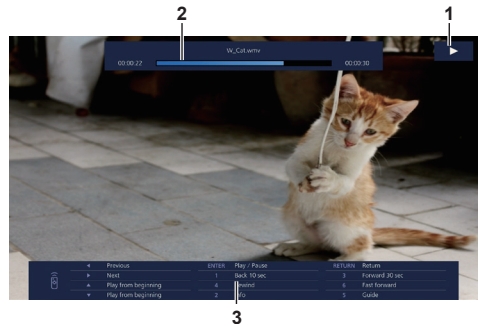 2
1
W_Cat.wmv
00:00:22
00:00:30
Previous ENTER Play / Pause RETURN Return
Next 1 Back 10 sec 3 Forward 30 sec
Play from beginning 4 Rewind 6 Fast forward
Play from beginning 2 Info 5 Guide
3